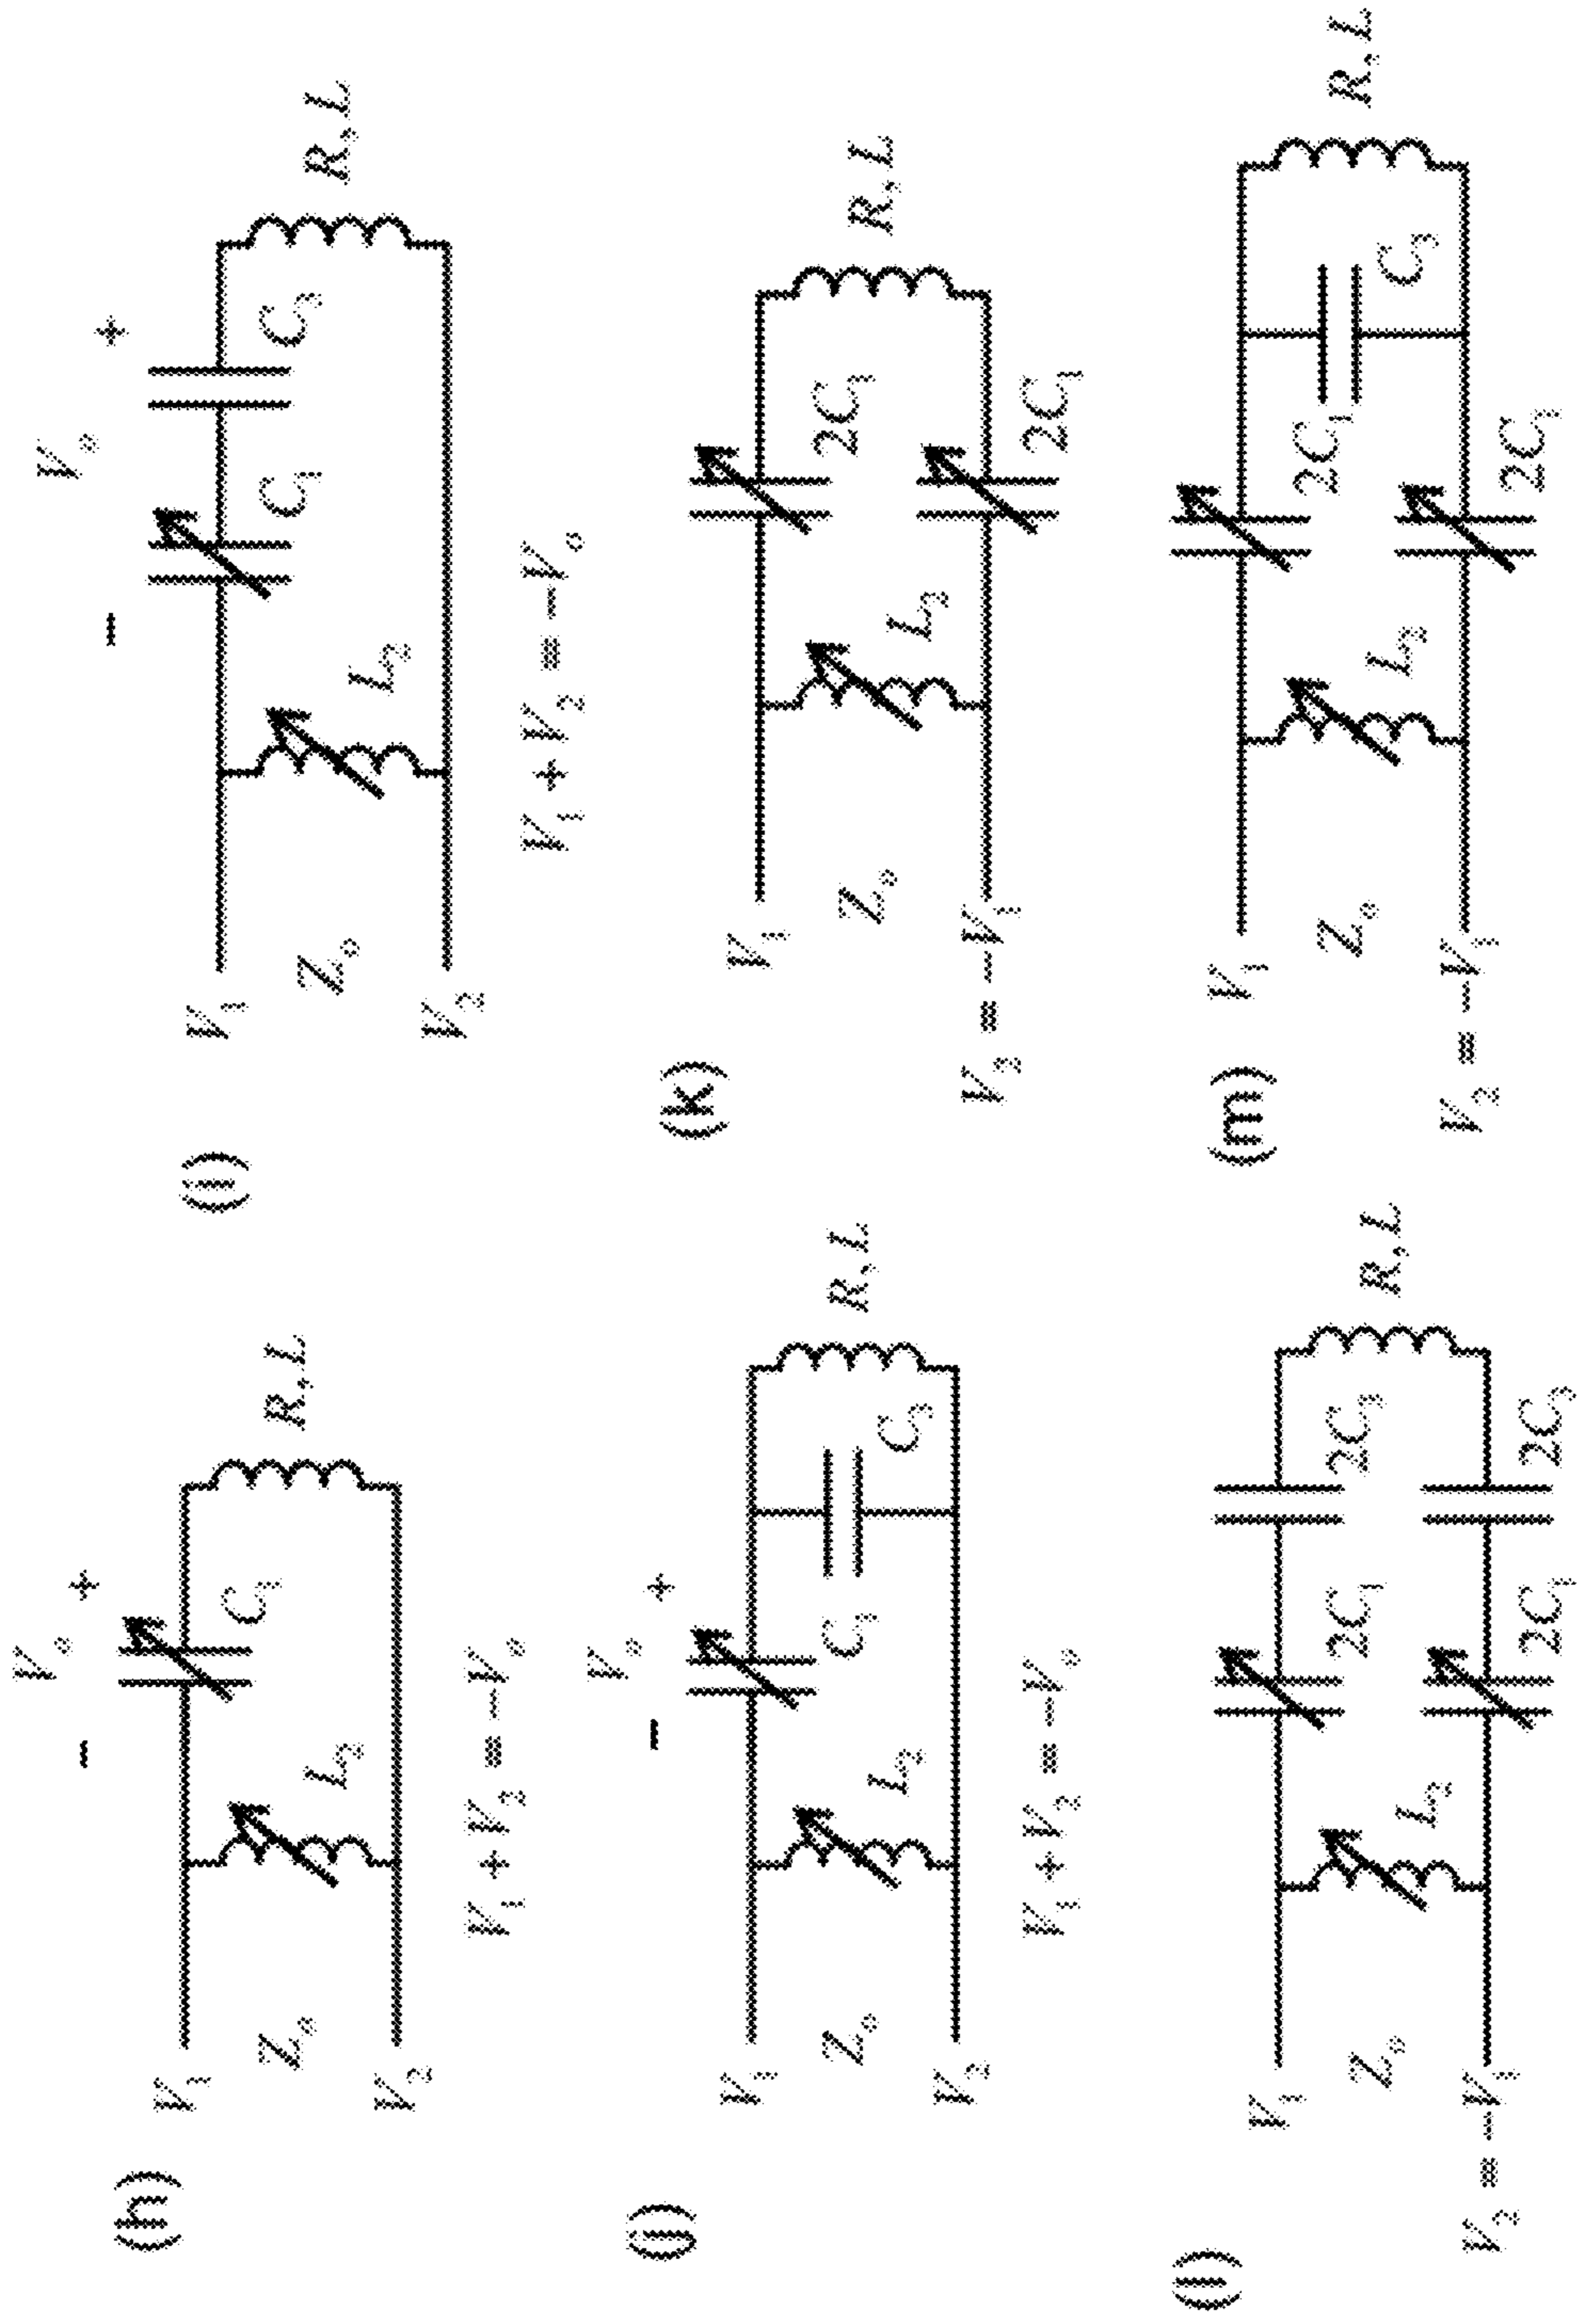 (h)
V₀
− +
C₁
V₁
Z₀
L₂
R, L
V₂
V₁ + V₂ = −V₀
(i)
V₀
− +
C₁
C₃
V₁
Z₀
L₂
R, L
V₂
V₁ + V₂ = −V₀
(j)
V₀
− +
C₁
C₃
V₁
Z₀
L₂
R, L
V₂
V₁ + V₂ = −V₀
(k)
V₁
2C₁
Z₀
L₂
R, L
V₂ = −V₁
2C₁
(l)
V₁
2C₁
2C₃
Z₀
L₂
R, L
V₂ = −V₁
2C₁
2C₃
(m)
V₁
2C₁
Z₀
L₂
C₃
R, L
V₂ = −V₁
2C₁